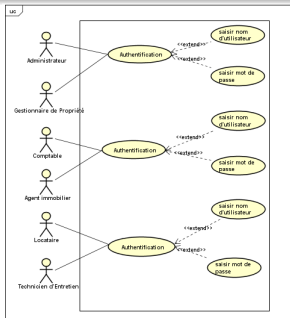 uc
Administrateur
Authentification
<<extend>>
saisir nom
d'utilisateur
<<extend>>
saisir mot de
passe
Gestionnaire de Propriété
Comptable
Authentification
<<extend>>
saisir nom
d'utilisateur
<<extend>>
saisir mot de
passe
Agent immobilier
Locataire
Authentification
<<extend>>
saisir nom
d'utilisateur
<<extend>>
saisir mot de
passe
Technicien d'Entretien